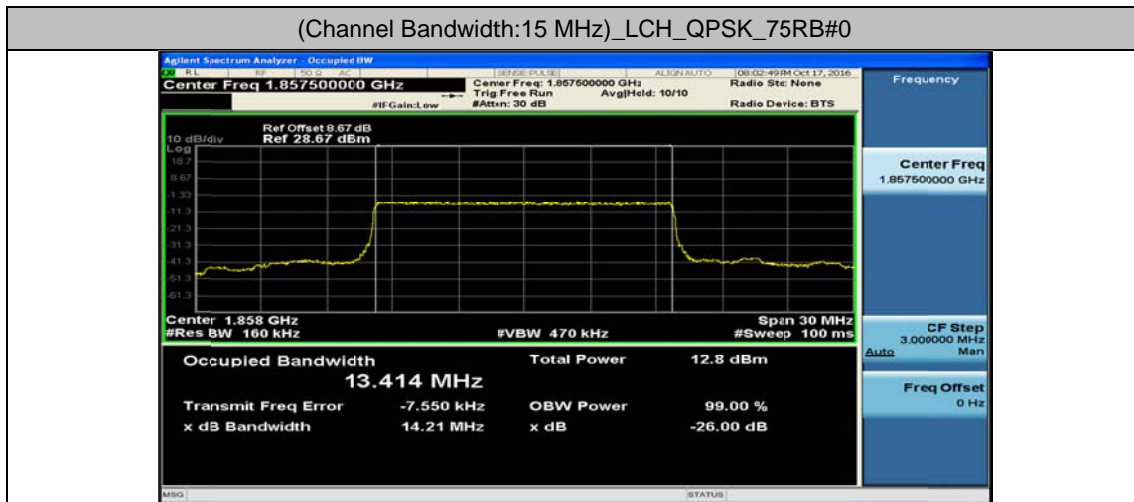 (Channel Bandwidth:15 MHz)_LCH_QPSK_75RB#0
Agilent Spectrum Analyzer - Occupied BW
RL RF 50 Ω AC SENSE:PULSE ALIGN AUTO 08:02:49 PM Oct 17, 2016
Center Freq 1.857500000 GHz
Center Freq: 1.857500000 GHz
Radio Std: None
Trig: Free Run Avg|Hold: 10/10
#IFGain:Low #Atten: 30 dB Radio Device: BTS
Ref Offset 8.67 dB
10 dB/div Ref 28.67 dBm
Log
18.7
8.67
-1.33
-11.3
-21.3
-31.3
-41.3
-51.3
-61.3
Center 1.858 GHz Span 30 MHz
#Res BW 160 kHz #VBW 470 kHz #Sweep 100 ms
Occupied Bandwidth Total Power 12.8 dBm
13.414 MHz
Transmit Freq Error -7.550 kHz OBW Power 99.00 %
x dB Bandwidth 14.21 MHz x dB -26.00 dB
Frequency
Center Freq
1.857500000 GHz
CF Step
3.000000 MHz
Auto Man
Freq Offset
0 Hz
MSG STATUS